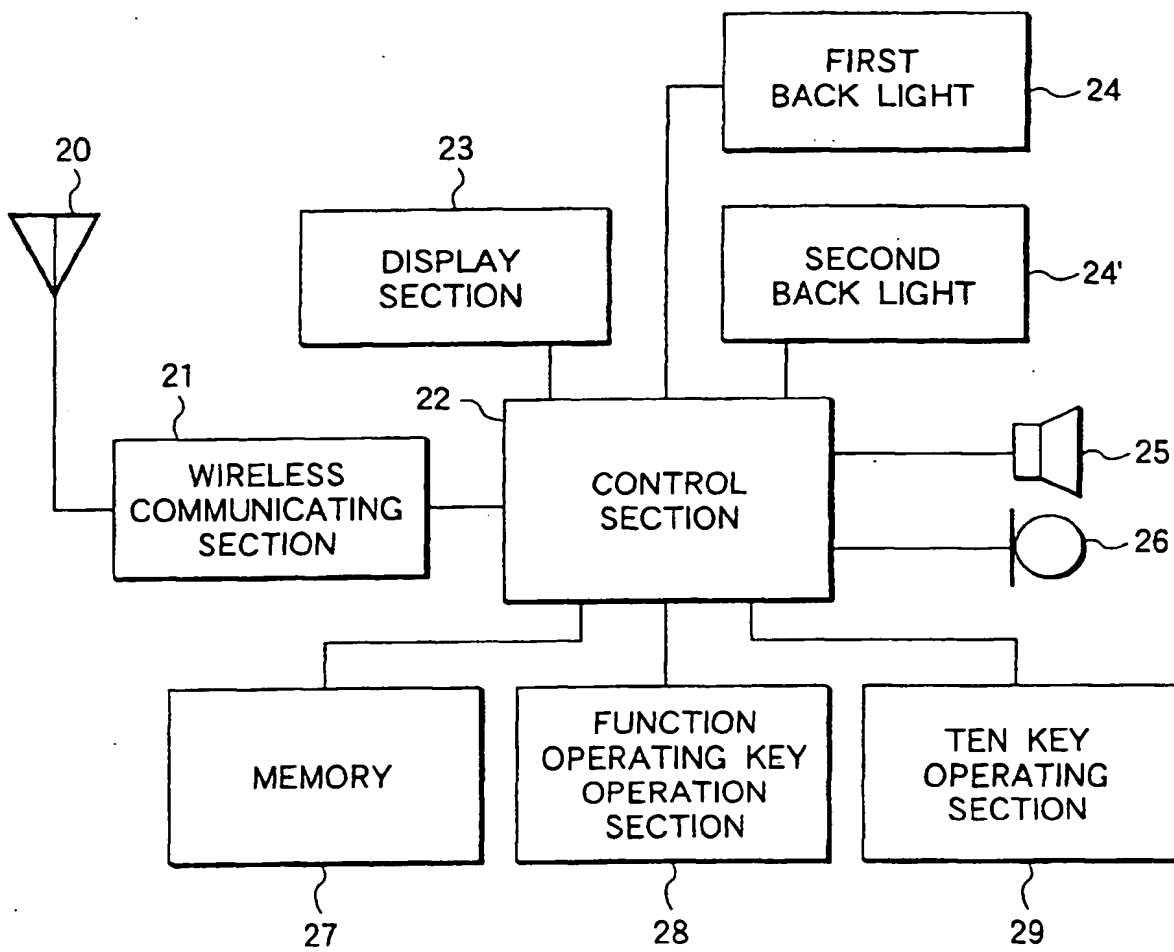 FIRST
BACK LIGHT
24
20
23
DISPLAY
SECTION
SECOND
BACK LIGHT
24'
21
22
WIRELESS
COMMUNICATING
SECTION
CONTROL
SECTION
25
26
MEMORY
FUNCTION
OPERATING KEY
OPERATION
SECTION
TEN KEY
OPERATING
SECTION
27
28
29